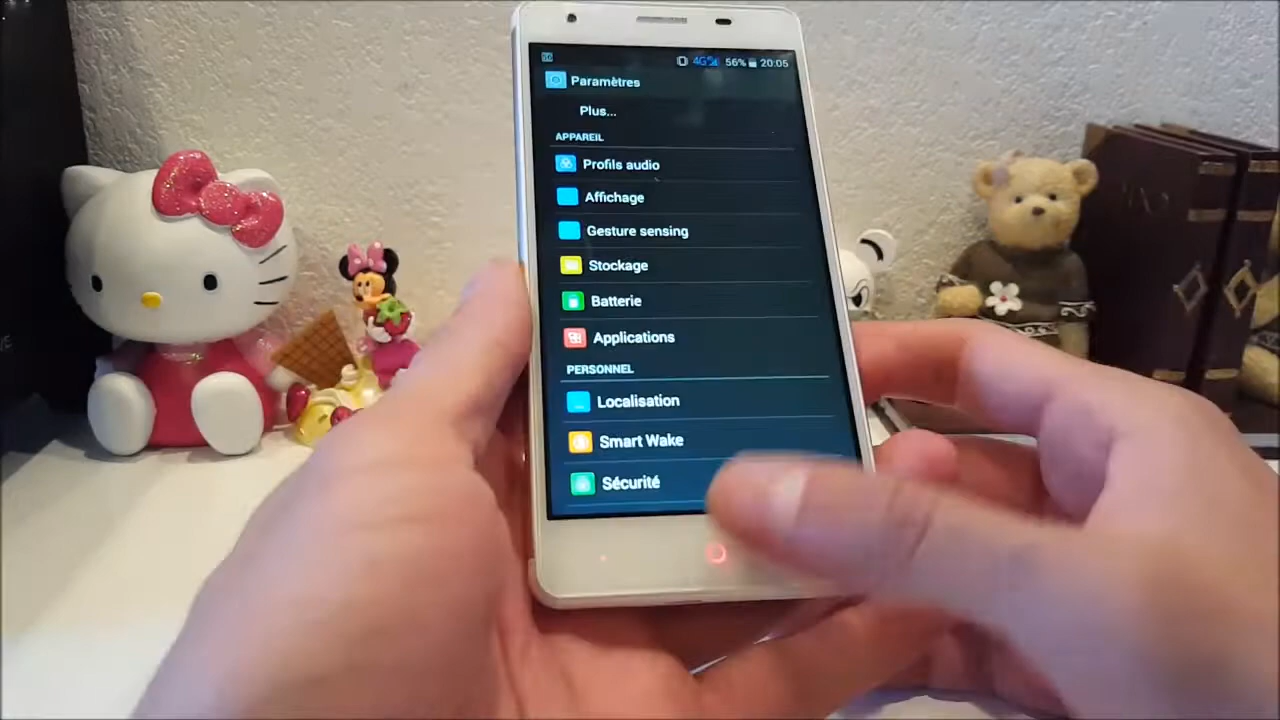 4G 56% 20:05
Paramètres
Plus...
APPAREIL
Profils audio
Affichage
Gesture sensing
Stockage
Batterie
Applications
PERSONNEL
Localisation
Smart Wake
Sécurité